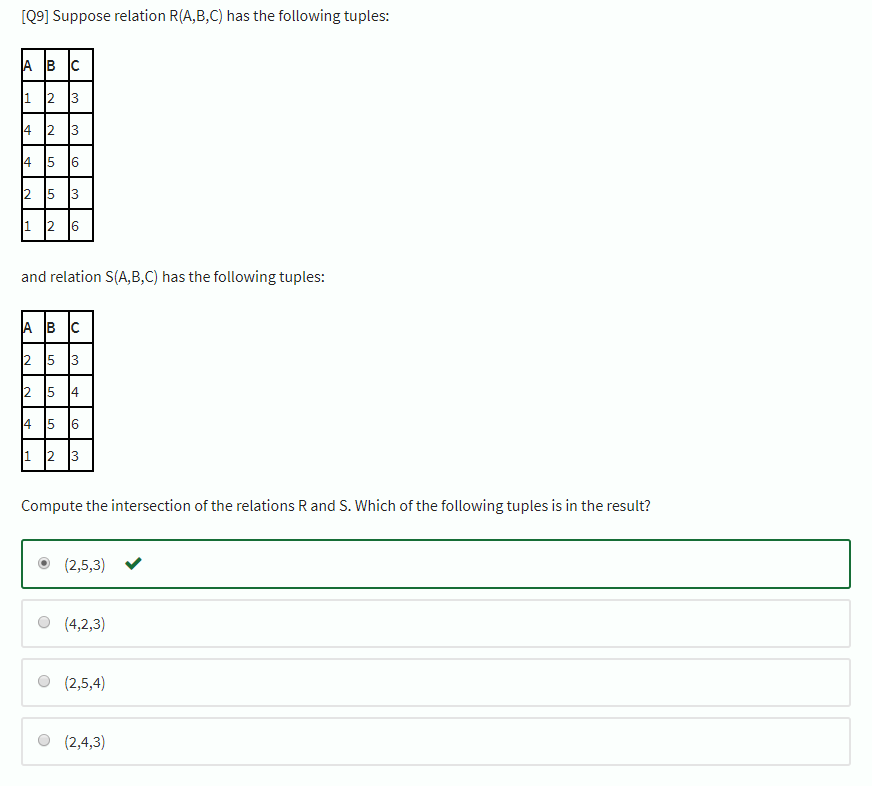 [Q9] Suppose relation R(A,B,C) has the following tuples:
A B C
1 2 3
4 2 3
4 5 6
2 5 3
1 2 6
and relation S(A,B,C) has the following tuples:
A B C
2 5 3
2 5 4
4 5 6
1 2 3
Compute the intersection of the relations R and S. Which of the following tuples is in the result?
(2,5,3)
(4,2,3)
(2,5,4)
(2,4,3)